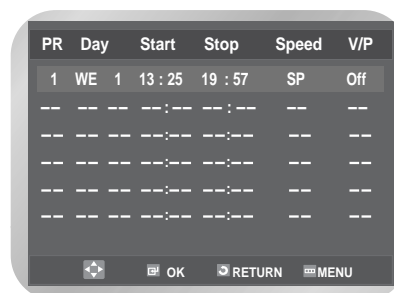 PR Day Start Stop Speed V/P
1 WE 1 13 : 25 19 : 57 SP Off
–– –– –– ––:–– ––:–– –– ––
–– –– –– ––:–– ––:–– –– ––
–– –– –– ––:–– ––:–– –– ––
–– –– –– ––:–– ––:–– –– ––
–– –– –– ––:–– ––:–– –– ––
OK RETURN MENU